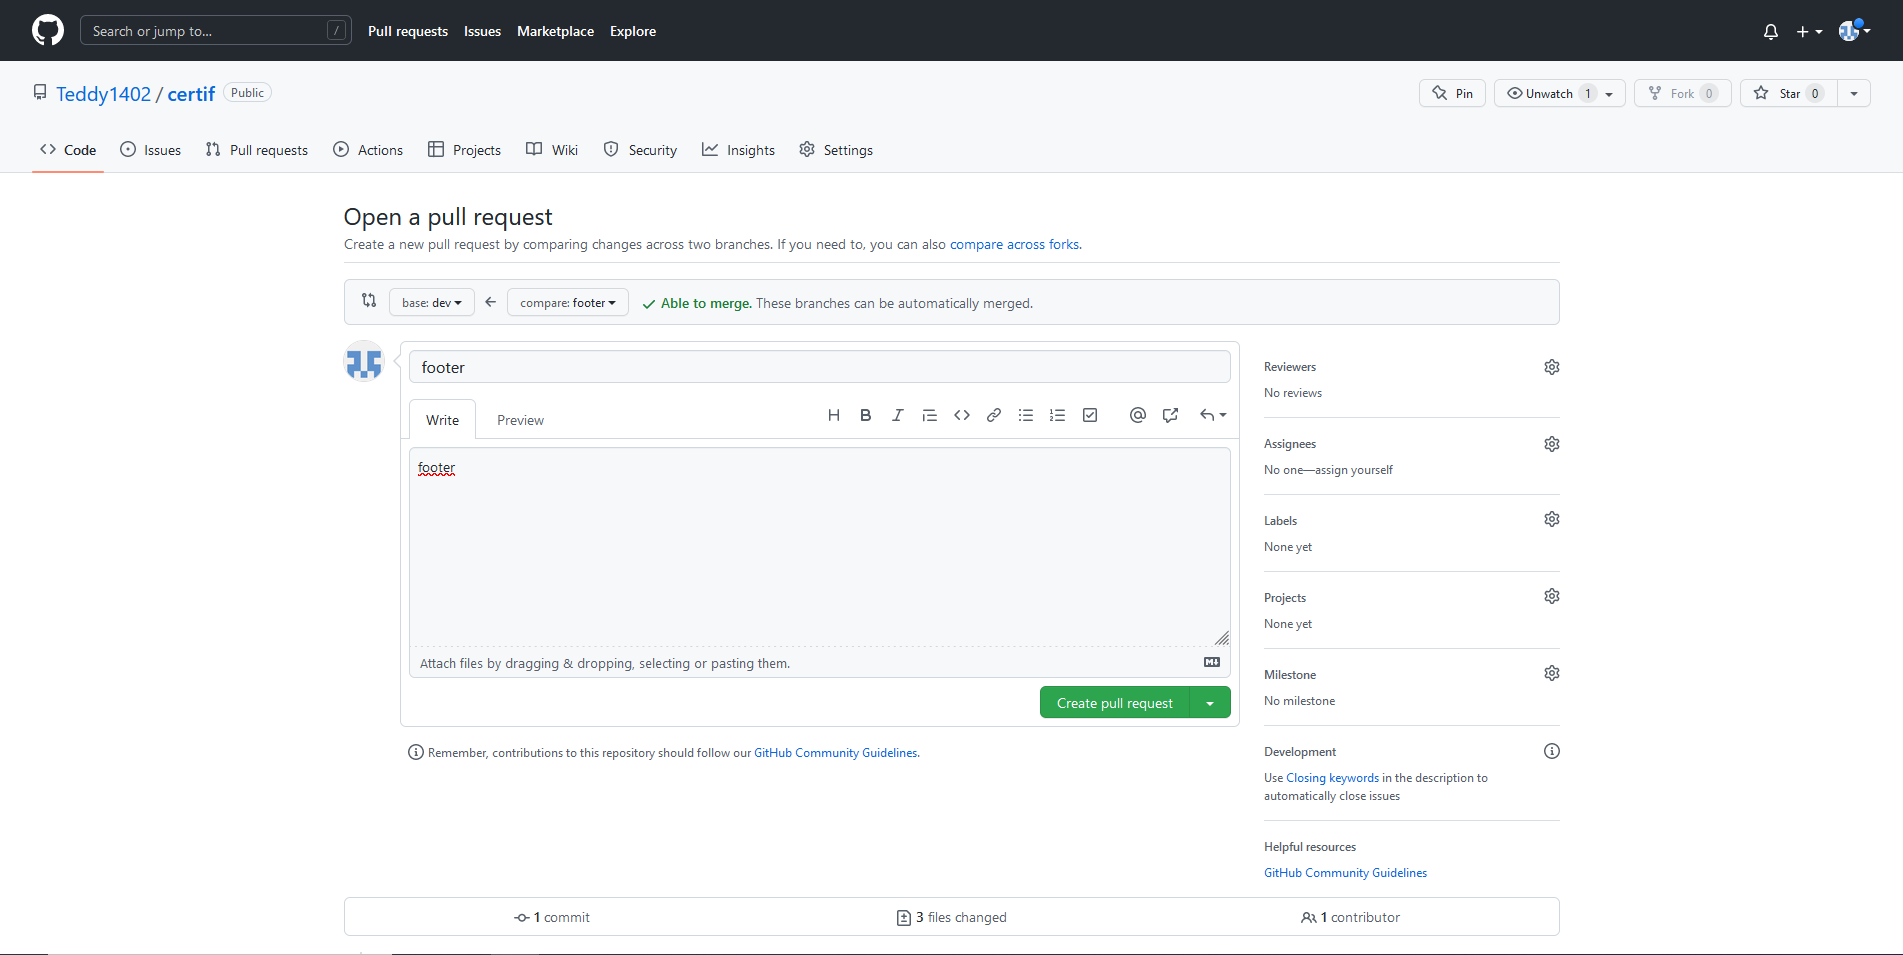 Search or jump to... /
Pull requests Issues Marketplace Explore
Teddy1402 / certif Public
Pin Unwatch 1 Fork 0 Star 0
Code Issues Pull requests Actions Projects Wiki Security Insights Settings
Open a pull request
Create a new pull request by comparing changes across two branches. If you need to, you can also compare across forks.
base: dev compare: footer Able to merge. These branches can be automatically merged.
footer
Write Preview
footer
Attach files by dragging & dropping, selecting or pasting them.
Create pull request
Remember, contributions to this repository should follow our GitHub Community Guidelines.
Reviewers
No reviews
Assignees
No one—assign yourself
Labels
None yet
Projects
None yet
Milestone
No milestone
Development
Use Closing keywords in the description to
automatically close issues
Helpful resources
GitHub Community Guidelines
1 commit 3 files changed 1 contributor